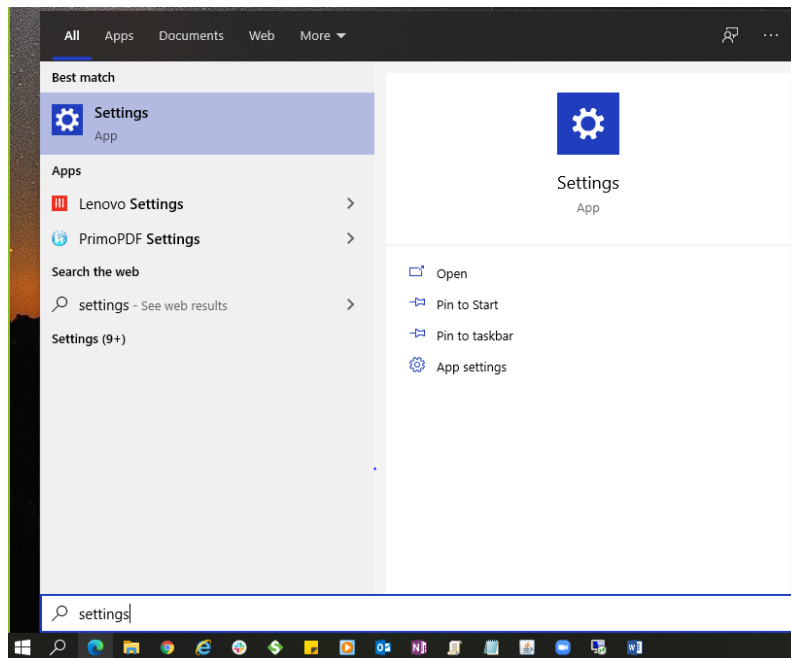 All Apps Documents Web More
Best match
Settings
App
Apps
Lenovo Settings
PrimoPDF Settings
Search the web
settings - See web results
Settings (9+)
Settings
App
Open
Pin to Start
Pin to taskbar
App settings
settings